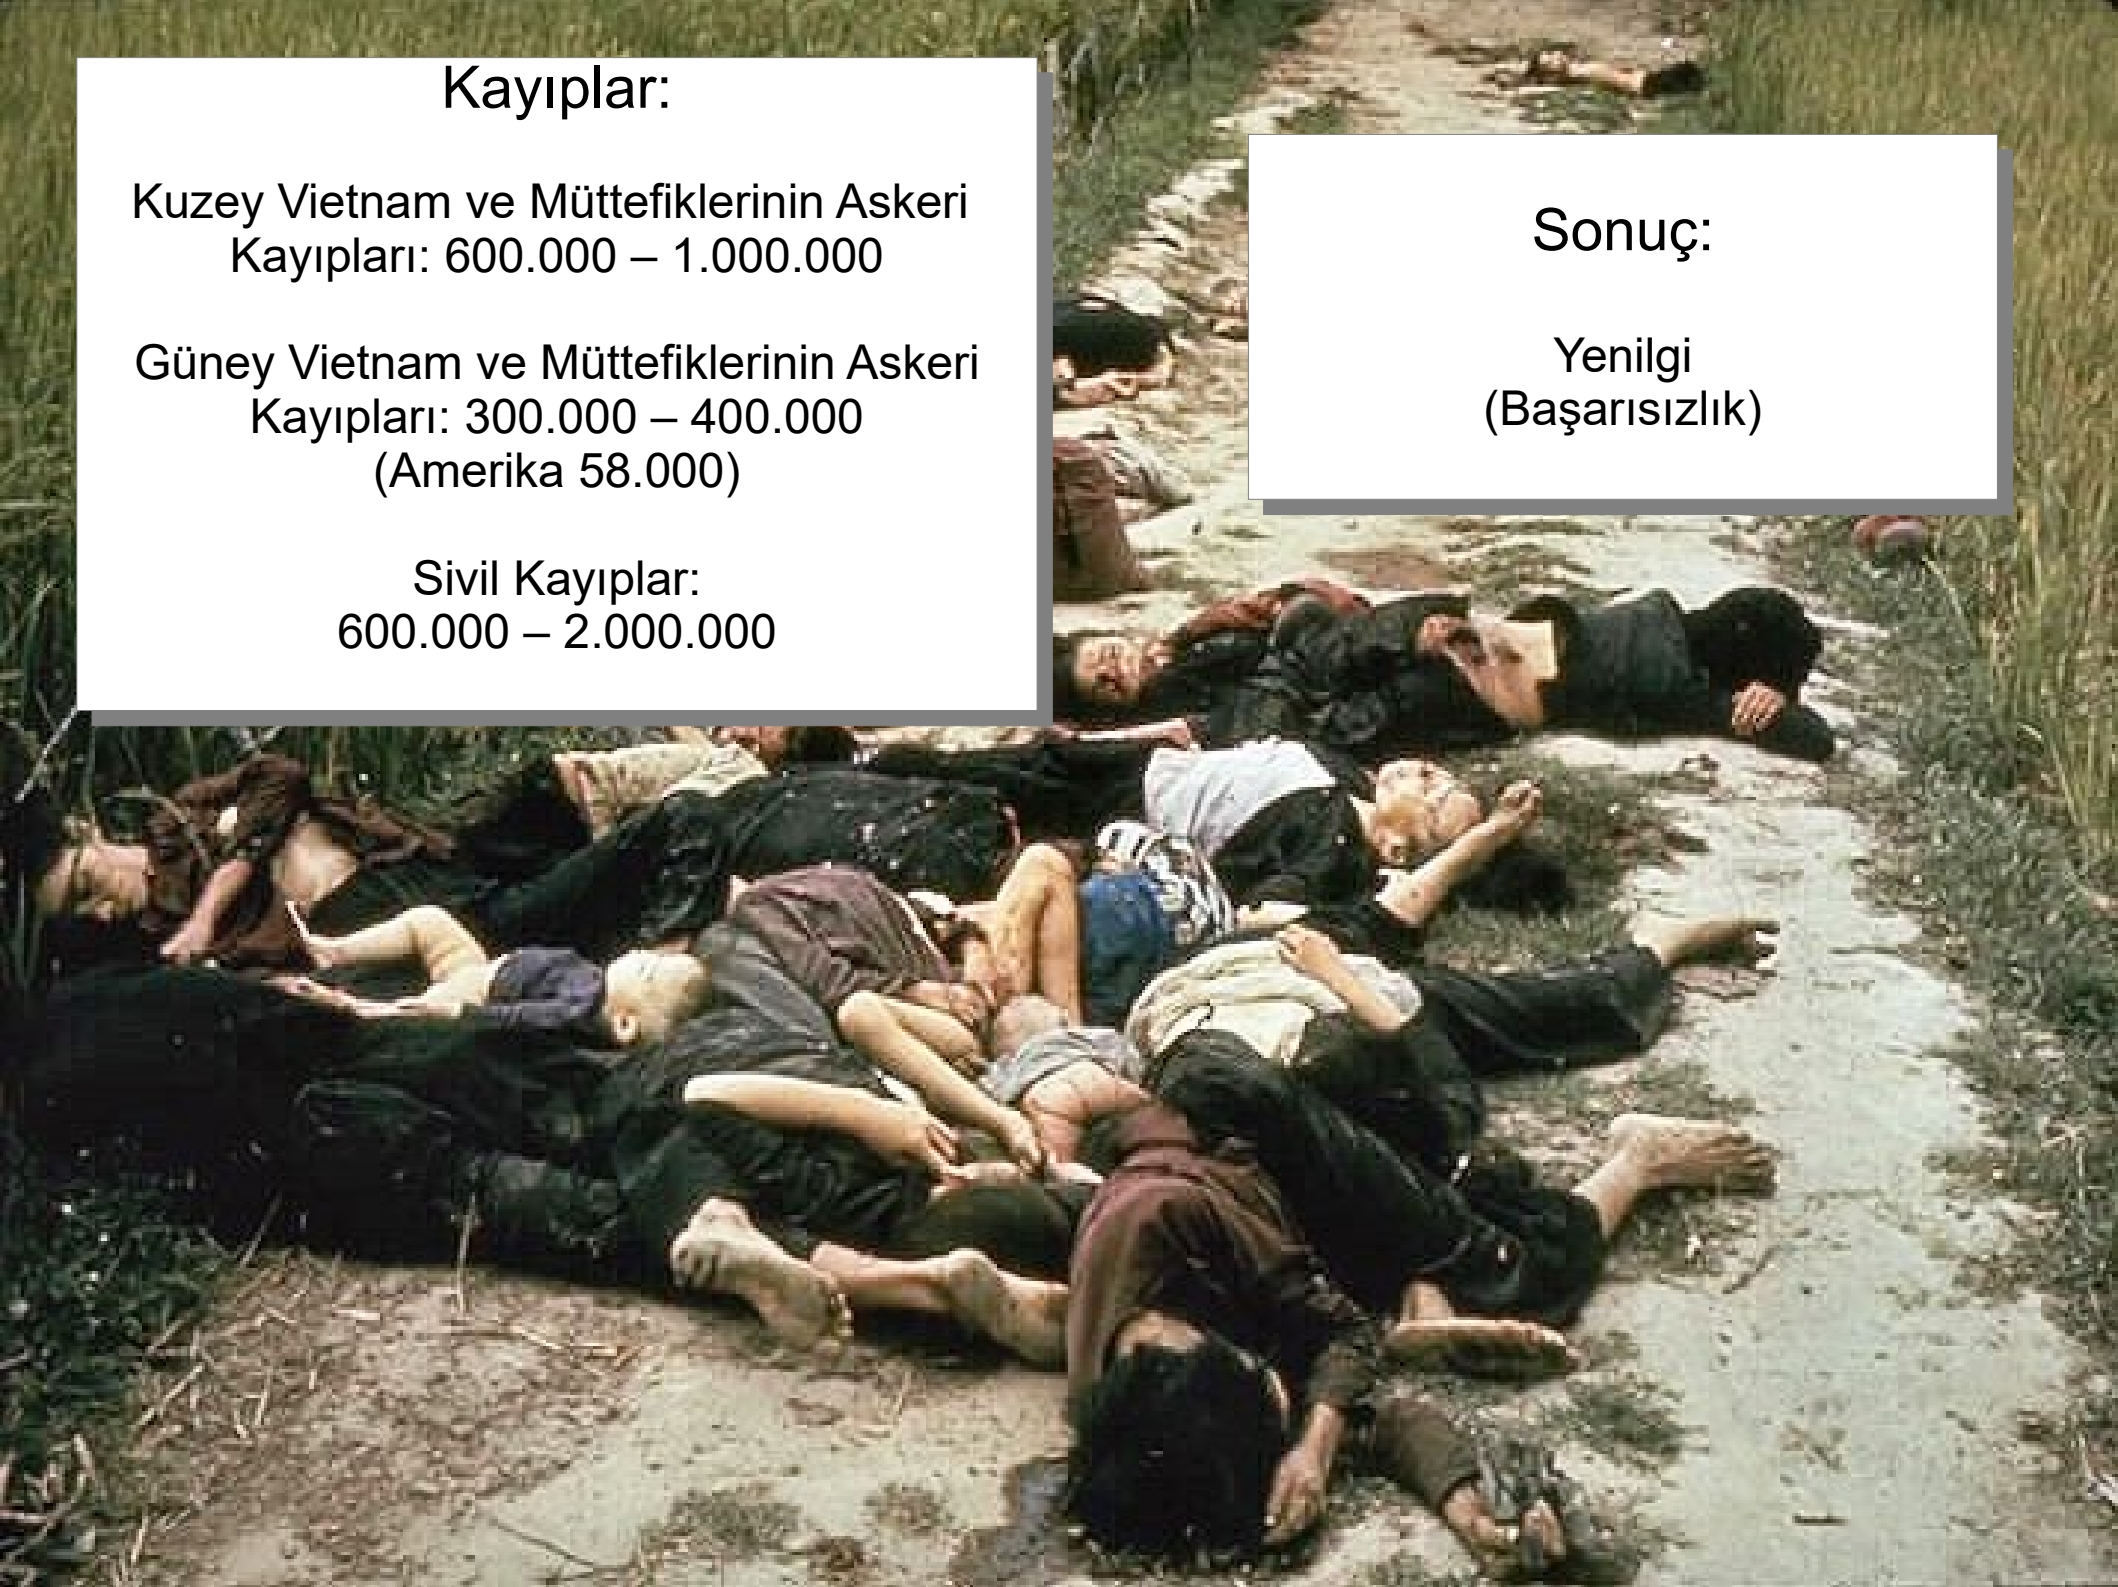 Kayıplar:
Kuzey Vietnam ve Müttefiklerinin Askeri
Kayıpları: 600.000 – 1.000.000
Güney Vietnam ve Müttefiklerinin Askeri
Kayıpları: 300.000 – 400.000
(Amerika 58.000)
Sivil Kayıplar:
600.000 – 2.000.000
Sonuç:
Yenilgi
(Başarısızlık)